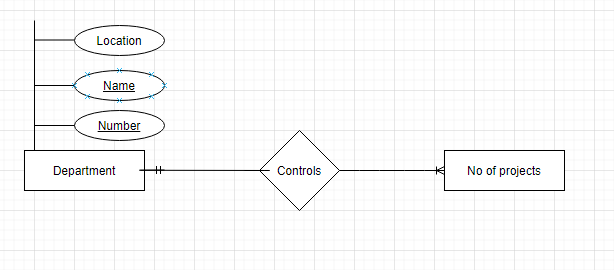 Location
Name
Number
Department
Controls
No of projects